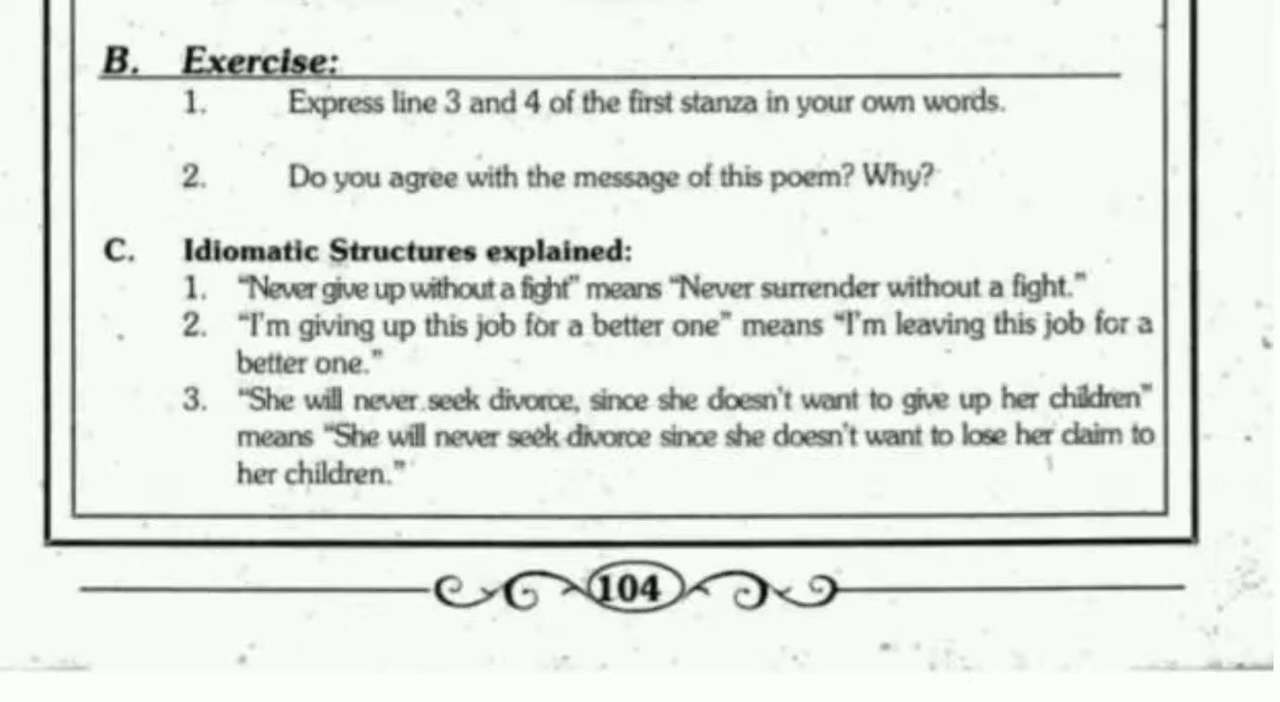 B. Exercise:
1. Express line 3 and 4 of the first stanza in your own words.
2. Do you agree with the message of this poem? Why?
C. Idiomatic Structures explained:
1. "Never give up without a fight" means "Never surrender without a fight."
2. "I'm giving up this job for a better one" means "I'm leaving this job for a
better one."
3. "She will never seek divorce, since she doesn't want to give up her children"
means "She will never seek divorce since she doesn't want to lose her claim to
her children."
104